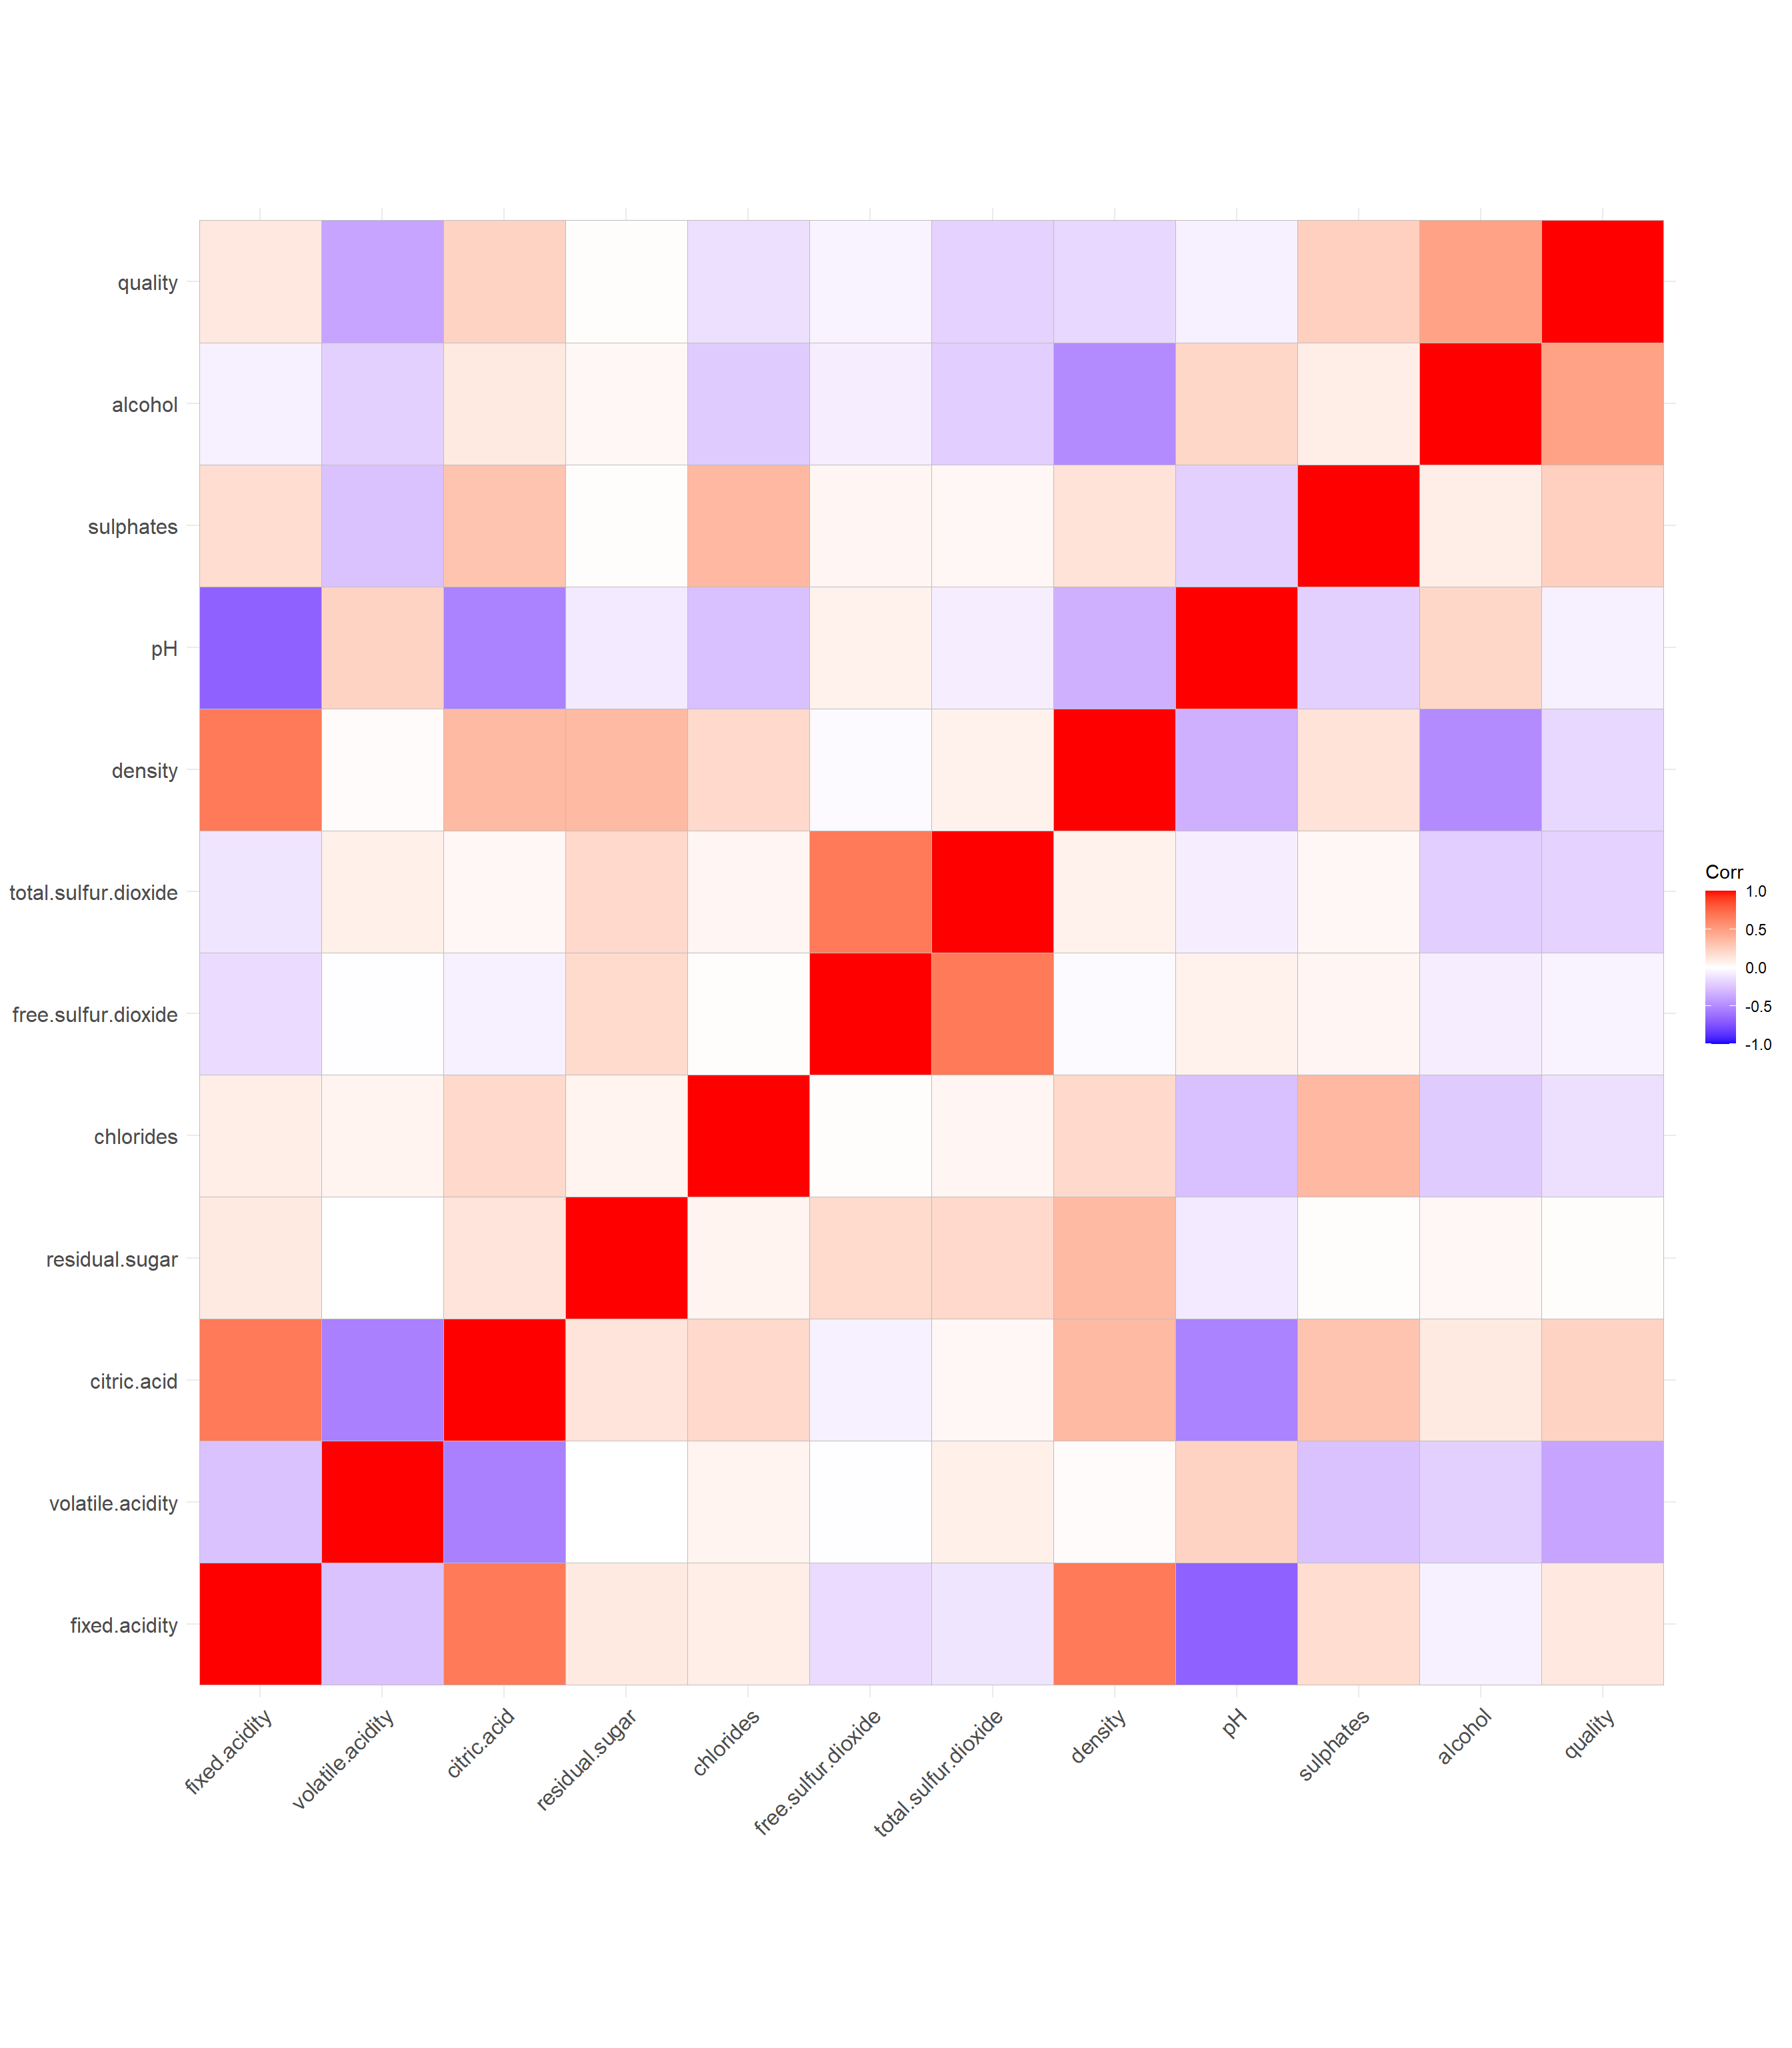 quality
alcohol
sulphates
pH
density
total.sulfur.dioxide
free.sulfur.dioxide
chlorides
residual.sugar
citric.acid
volatile.acidity
fixed.acidity
fixed.acidity
volatile.acidity
citric.acid
residual.sugar
chlorides
free.sulfur.dioxide
total.sulfur.dioxide
density
pH
sulphates
alcohol
quality
Corr
1.0
0.5
0.0
-0.5
-1.0